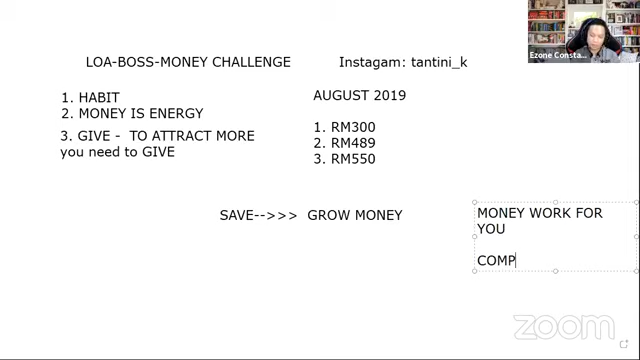 Ezone Consta...
LOA-BOSS-MONEY CHALLENGE
Instagam: tantini_k
1. HABIT
2. MONEY IS ENERGY
3. GIVE - TO ATTRACT MORE
you need to GIVE
AUGUST 2019
1. RM300
2. RM489
3. RM550
SAVE-->>> GROW MONEY
MONEY WORK FOR
YOU
COMP
zoom